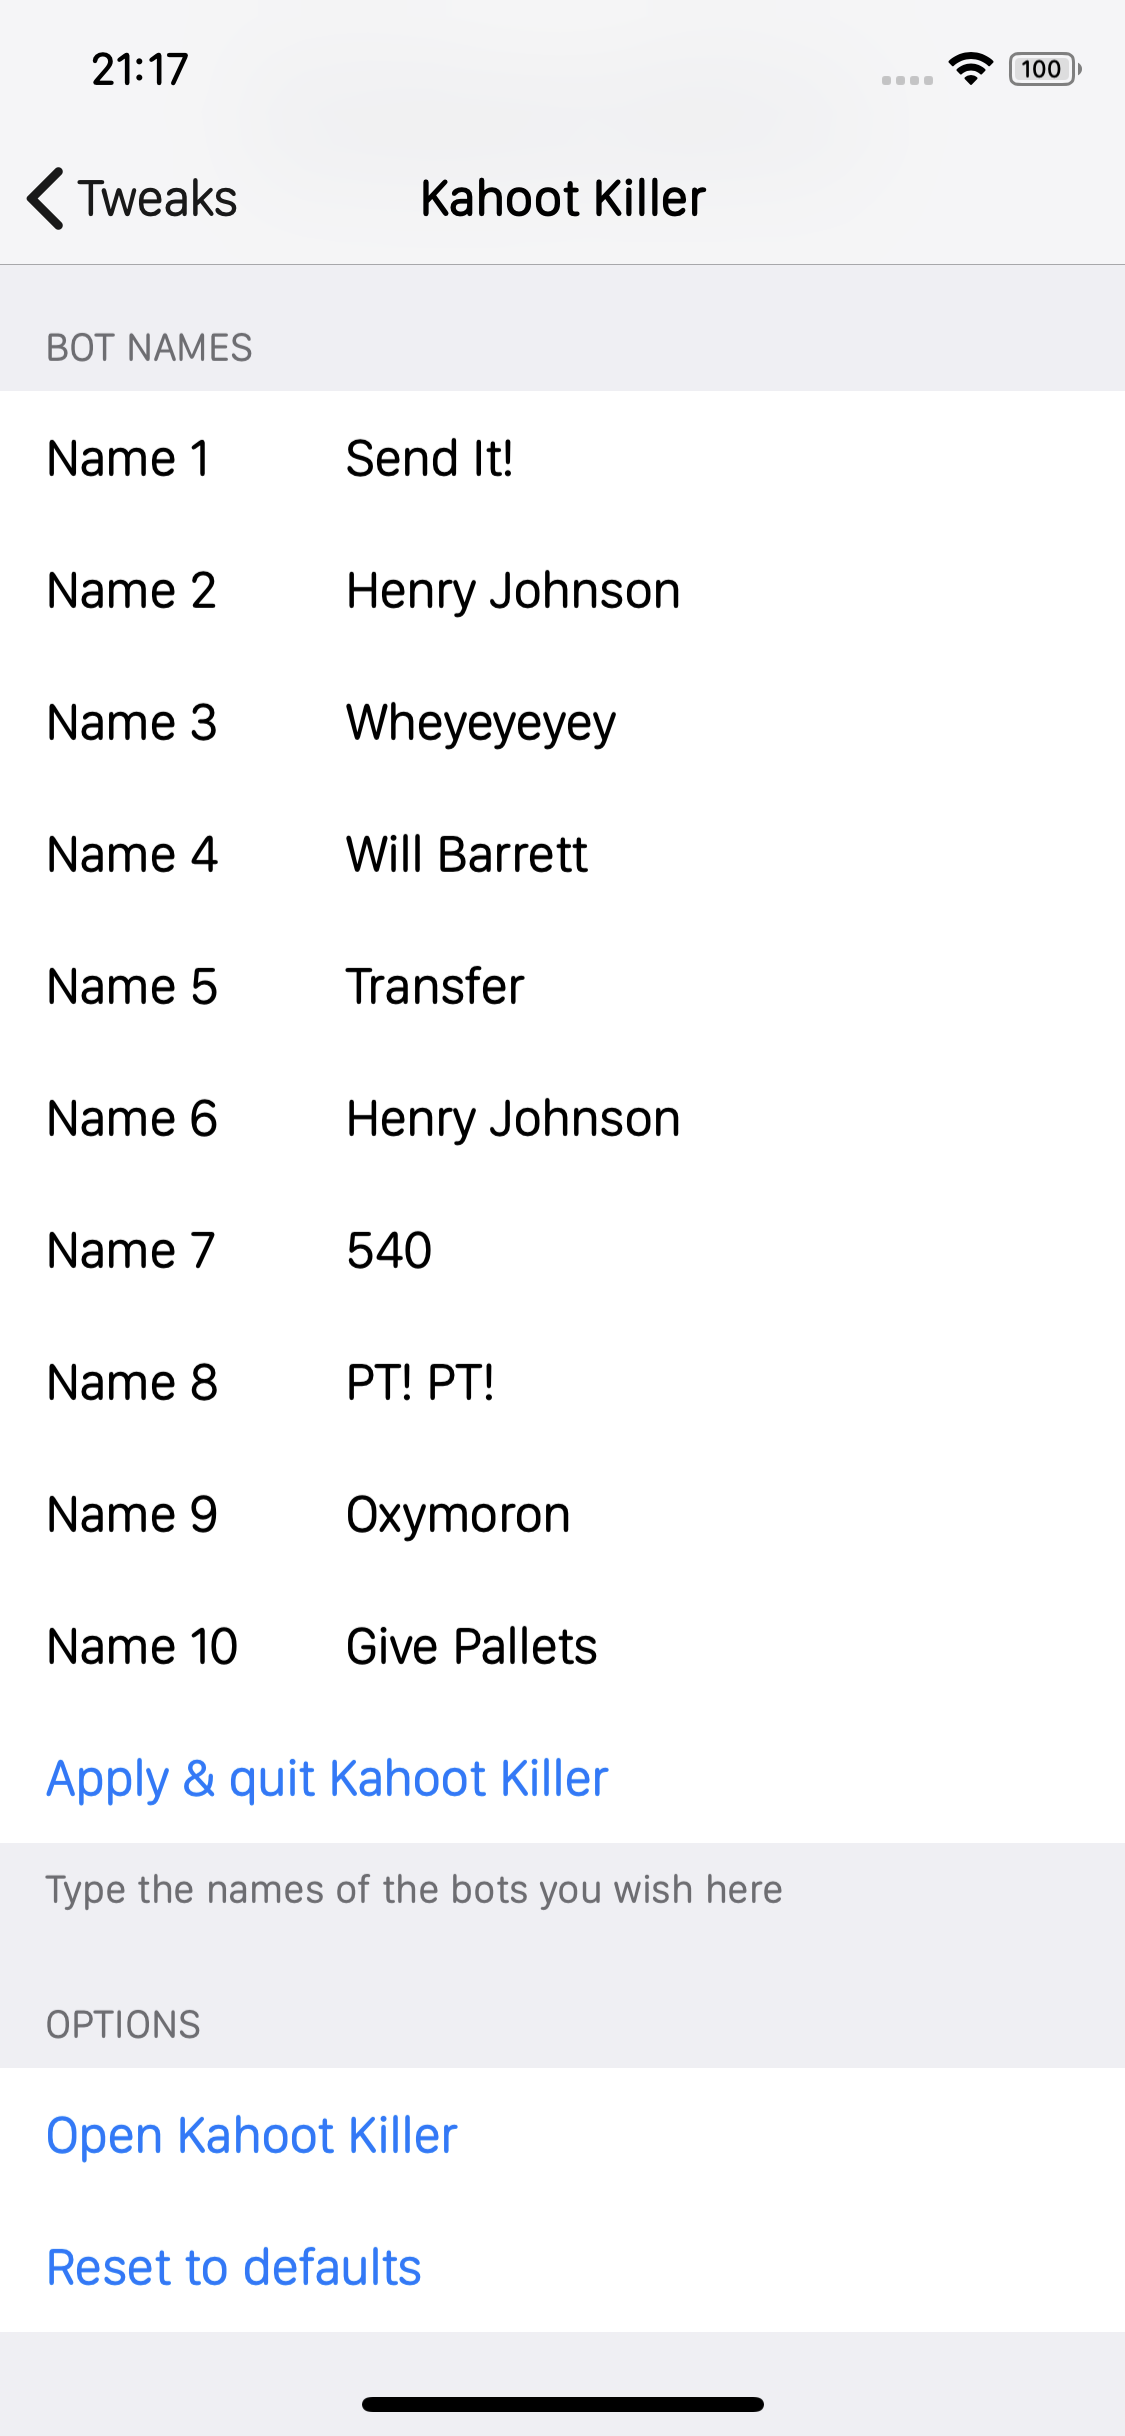 21:17
100
Tweaks
Kahoot Killer
BOT NAMES
Name 1 Send It!
Name 2 Henry Johnson
Name 3 Wheyeyeyey
Name 4 Will Barrett
Name 5 Transfer
Name 6 Henry Johnson
Name 7 540
Name 8 PT! PT!
Name 9 Oxymoron
Name 10 Give Pallets
Apply & quit Kahoot Killer
Type the names of the bots you wish here
OPTIONS
Open Kahoot Killer
Reset to defaults